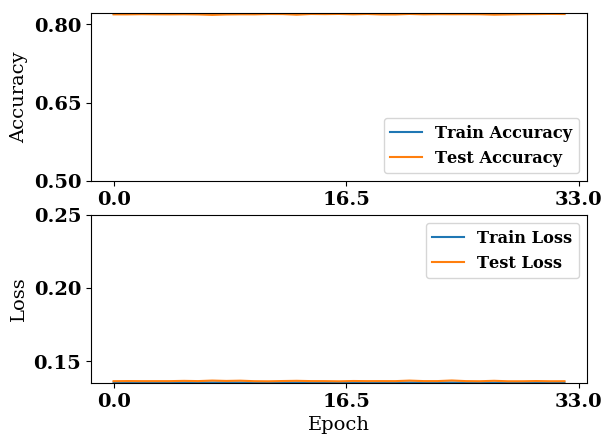 0.80
0.65
0.50
Accuracy
Train Accuracy
Test Accuracy
0.0 16.5 33.0
0.25
0.20
0.15
Loss
Train Loss
Test Loss
0.0 16.5 33.0
Epoch